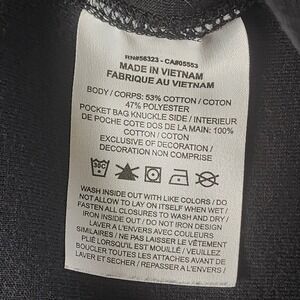 RN#56323 - CA#05553
MADE IN VIETNAM
FABRIQUE AU VIETNAM
BODY / CORPS: 53% COTTON / COTON
47% POLYESTER
POCKET BAG KNUCKLE SIDE / INTERIEUR
DE POCHE COTE DOS DE LA MAIN: 100%
COTTON / COTON
EXCLUSIVE OF DECORATION /
DECORATION NON COMPRISE
WASH INSIDE OUT WITH LIKE COLORS / DO
NOT ALLOW TO LAY ON ITSELF WHEN WET /
FASTEN ALL CLOSURES TO WASH AND DRY /
IRON INSIDE OUT / DO NOT IRON DESIGN
LAVER A L'ENVERS AVEC COULEURS
SIMILAIRES / NE PAS LAISSER LE VÊTEMENT
PLIÉ LORSQU'IL EST MOUILLÉ / VEUILLEZ
BOUCLER TOUTES LES ATTACHES AVANT DE
LAVER ET SECHER / REPASSER A L'ENVERS /